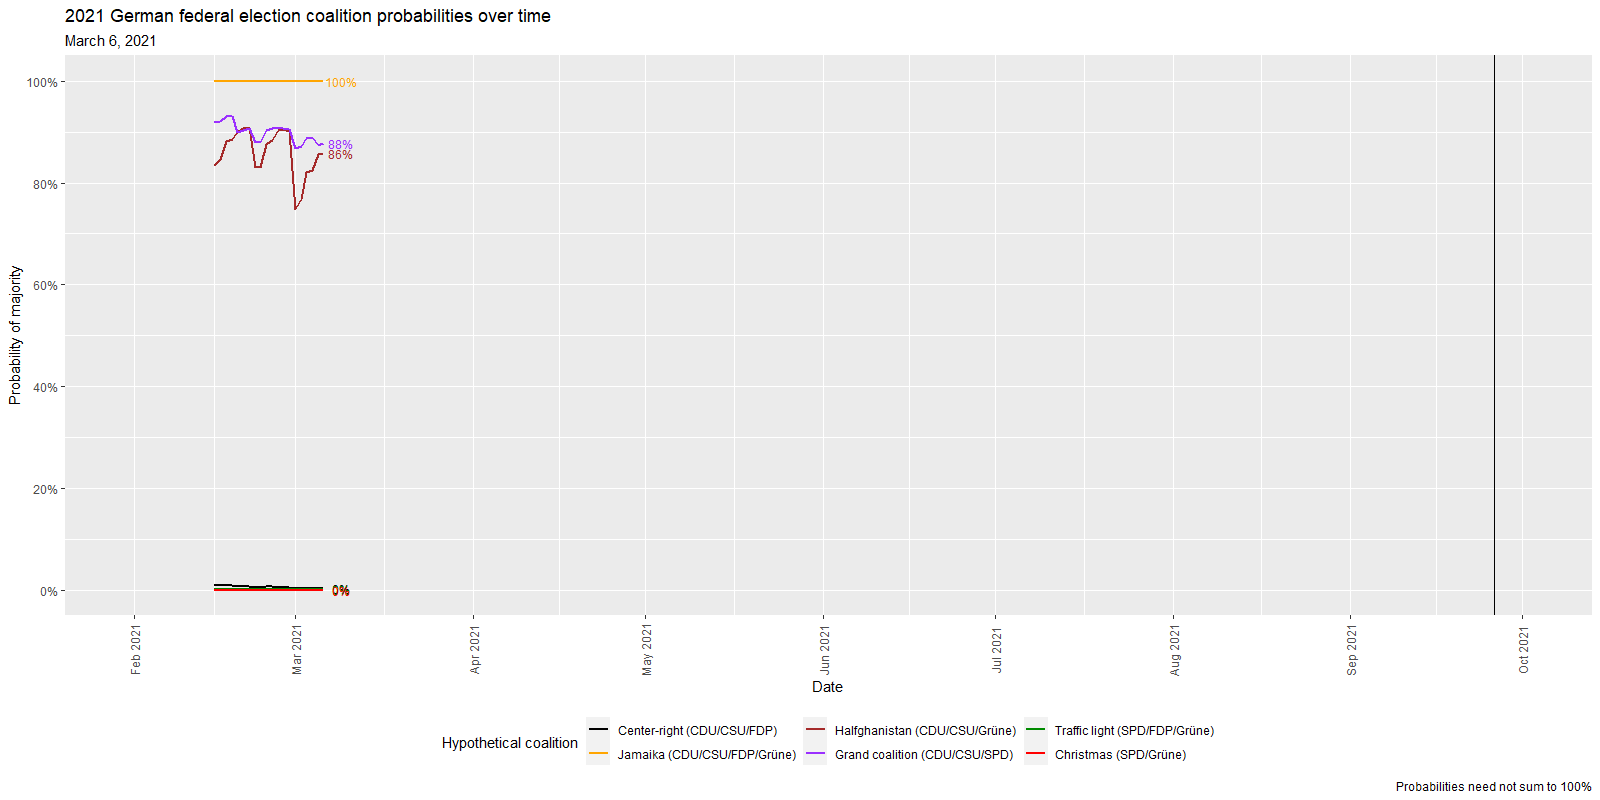 2021 German federal election coalition probabilities over time
March 6, 2021
Probability of majority
100%
80%
60%
40%
20%
0%
100%
88%
86%
0%
Feb 2021
Mar 2021
Apr 2021
May 2021
Jun 2021
Jul 2021
Aug 2021
Sep 2021
Oct 2021
Date
Hypothetical coalition
Center-right (CDU/CSU/FDP)
Jamaika (CDU/CSU/FDP/Grüne)
Halfghanistan (CDU/CSU/Grüne)
Grand coalition (CDU/CSU/SPD)
Traffic light (SPD/FDP/Grüne)
Christmas (SPD/Grüne)
Probabilities need not sum to 100%